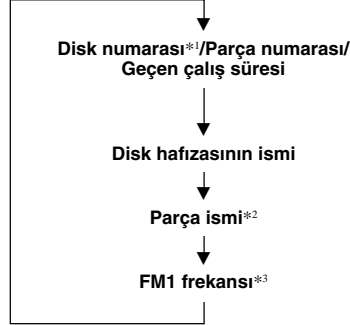 Disk numarası*1/Parça numarası/
Geçen çalış süresi
Disk hafızasının ismi
Parça ismi*2
FM1 frekansı*3